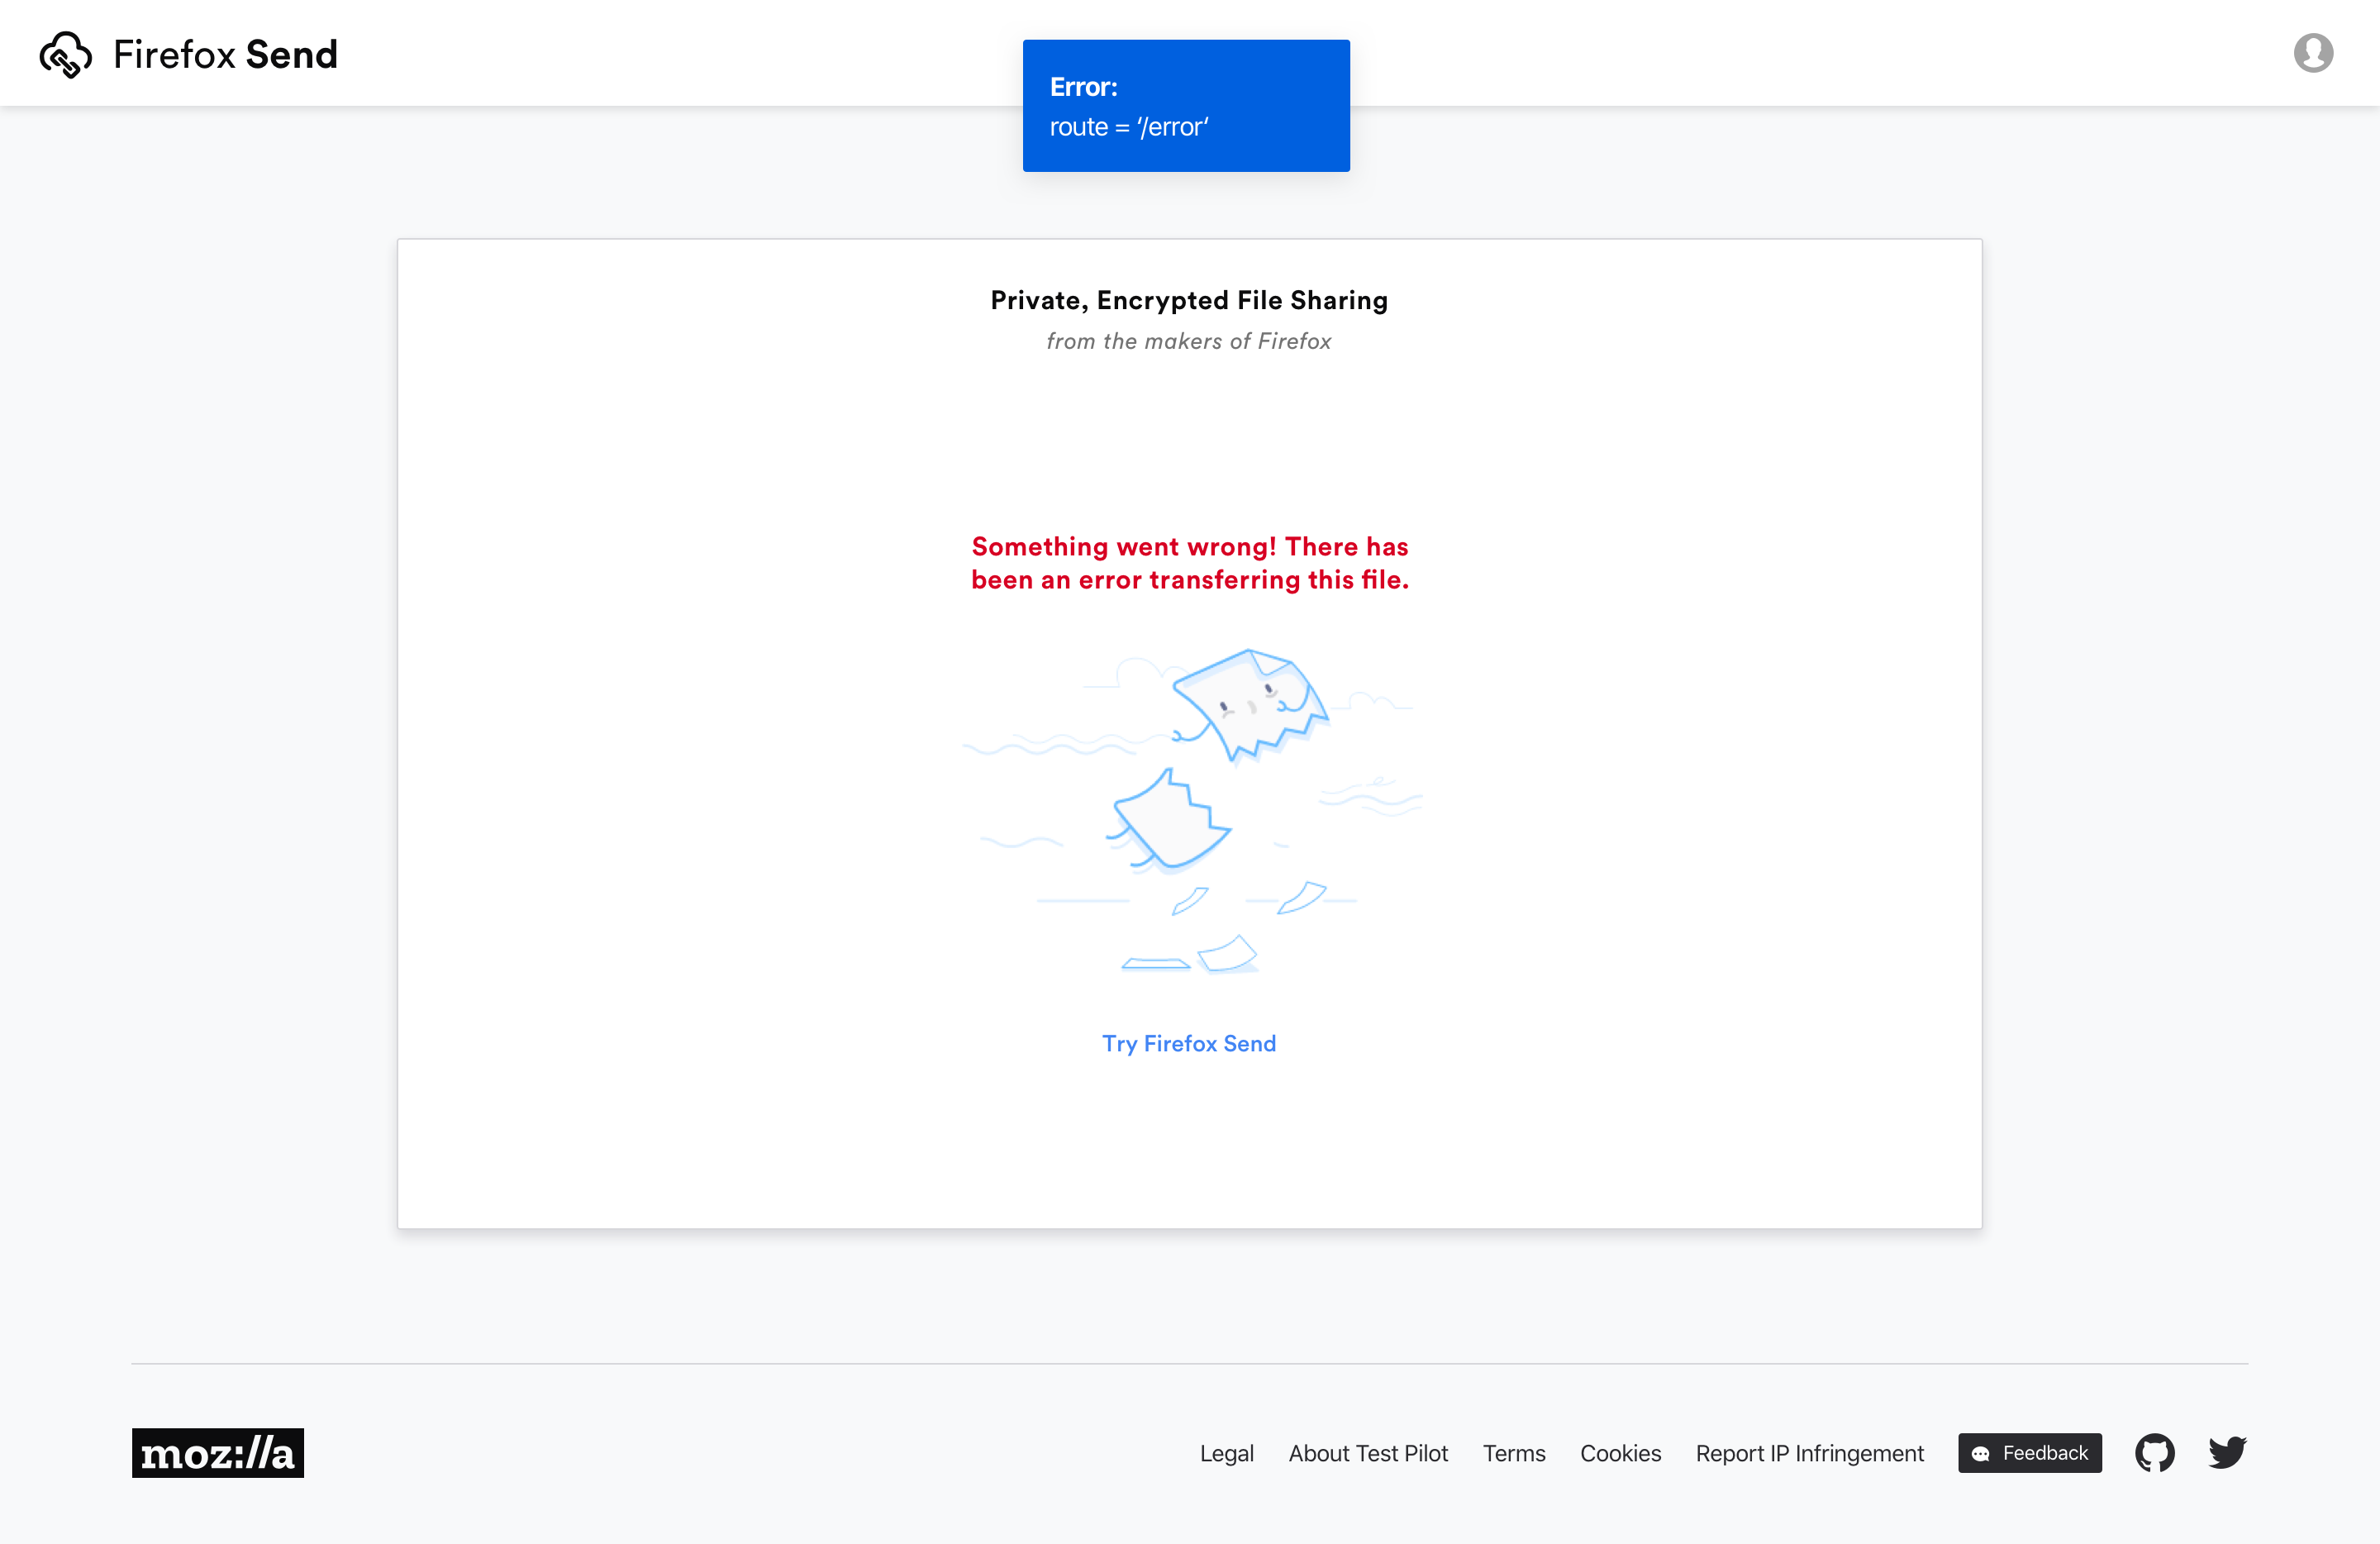 Firefox Send
Error:
route = ‘/error‘
Private, Encrypted File Sharing
from the makers of Firefox
Something went wrong! There has
been an error transferring this file.
Try Firefox Send
moz://a
Legal
About Test Pilot
Terms
Cookies
Report IP Infringement
Feedback